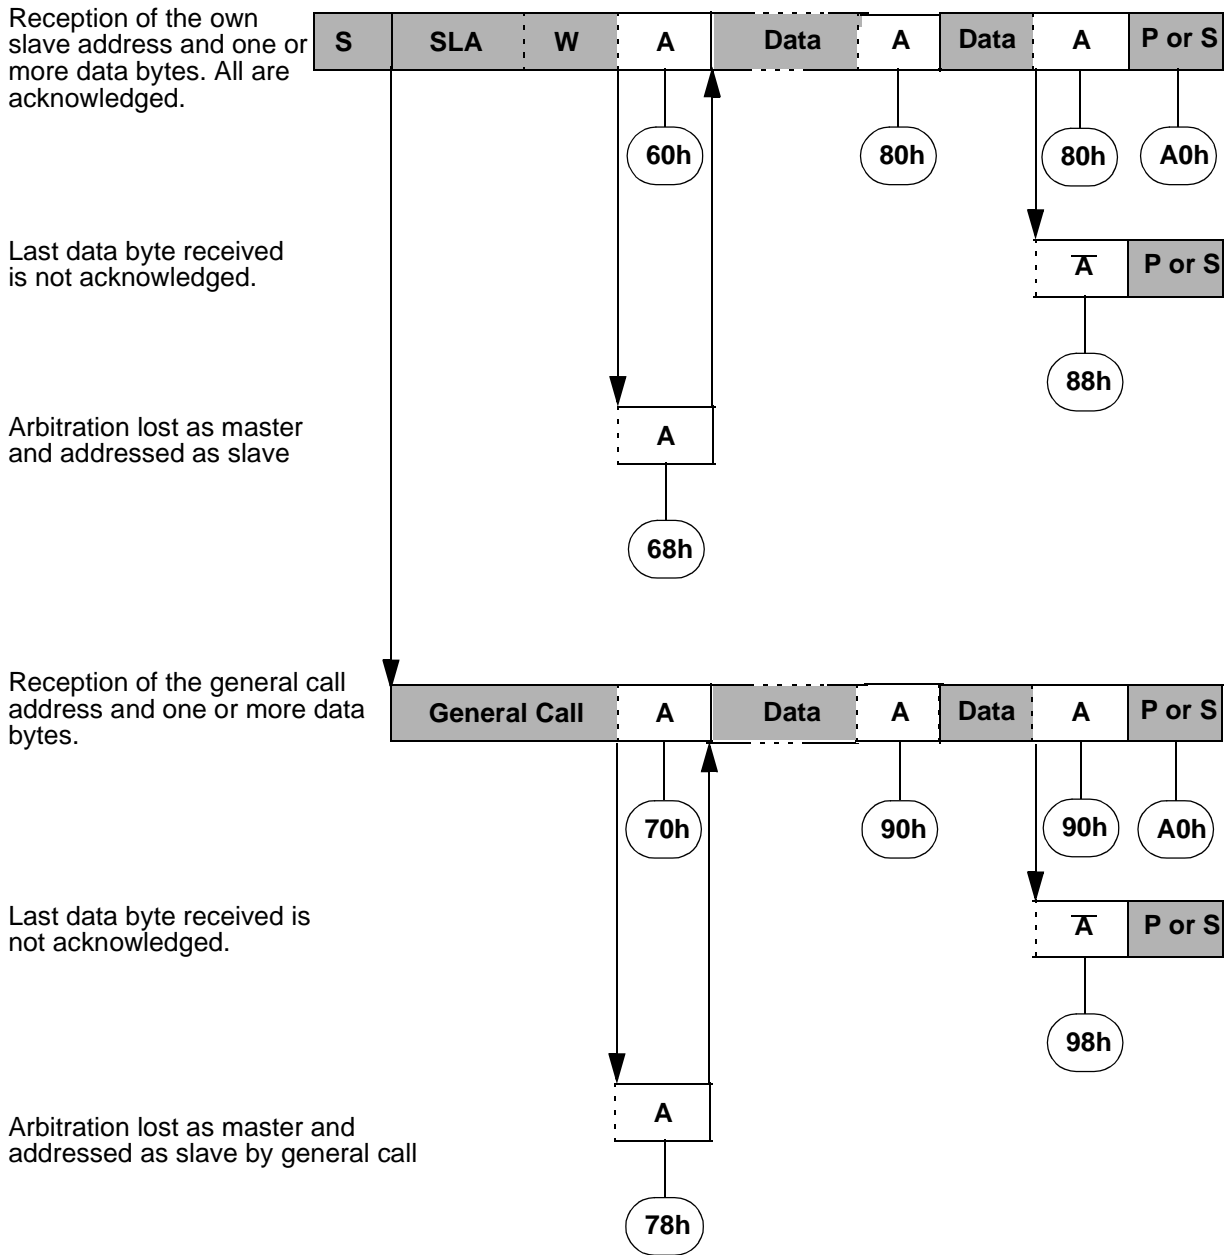 Reception of the own
slave address and one or
more data bytes. All are
acknowledged.
S SLA W A Data A Data A P or S
60h 80h 80h A0h
Last data byte received
is not acknowledged.
A̅ P or S
88h
Arbitration lost as master
and addressed as slave
A
68h
Reception of the general call
address and one or more data
bytes.
General Call A Data A Data A P or S
70h 90h 90h A0h
Last data byte received is
not acknowledged.
A̅ P or S
98h
Arbitration lost as master and
addressed as slave by general call
A
78h